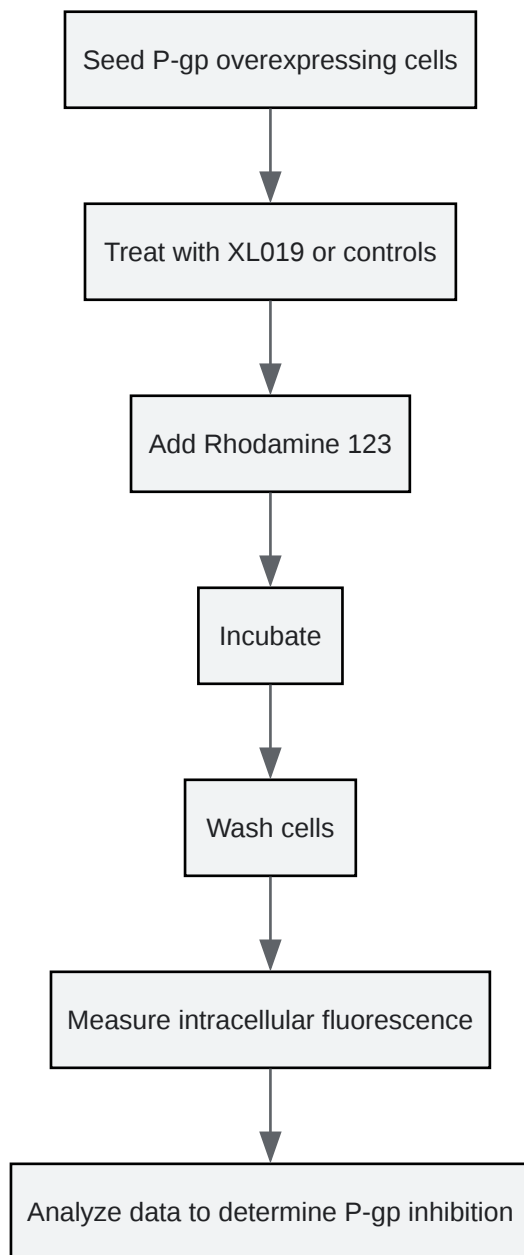 Seed P-gp overexpressing cells
Treat with XL019 or controls
Add Rhodamine 123
Incubate
Wash cells
Measure intracellular fluorescence
Analyze data to determine P-gp inhibition